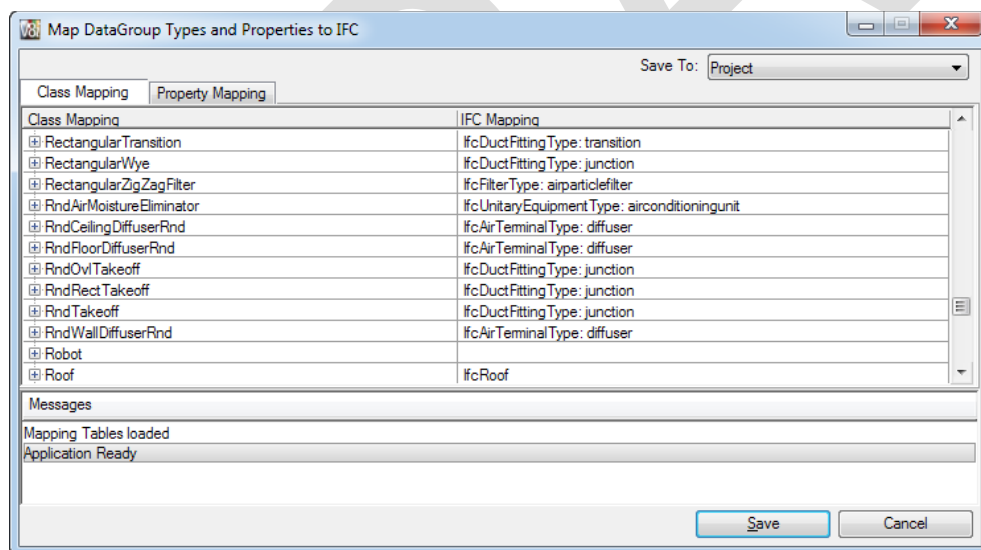 V8i Map DataGroup Types and Properties to IFC
Save To: Project
Class Mapping Property Mapping
Class Mapping IFC Mapping
RectangularTransition IfcDuctFittingType: transition
RectangularWye IfcDuctFittingType: junction
RectangularZigZagFilter IfcFilterType: airparticlefilter
RndAirMoistureEliminator IfcUnitaryEquipmentType: airconditioningunit
RndCeilingDiffuserRnd IfcAirTerminalType: diffuser
RndFloorDiffuserRnd IfcAirTerminalType: diffuser
RndOvlTakeoff IfcDuctFittingType: junction
RndRectTakeoff IfcDuctFittingType: junction
RndTakeoff IfcDuctFittingType: junction
RndWallDiffuserRnd IfcAirTerminalType: diffuser
Robot
Roof IfcRoof
Messages
Mapping Tables loaded
Application Ready
Save Cancel